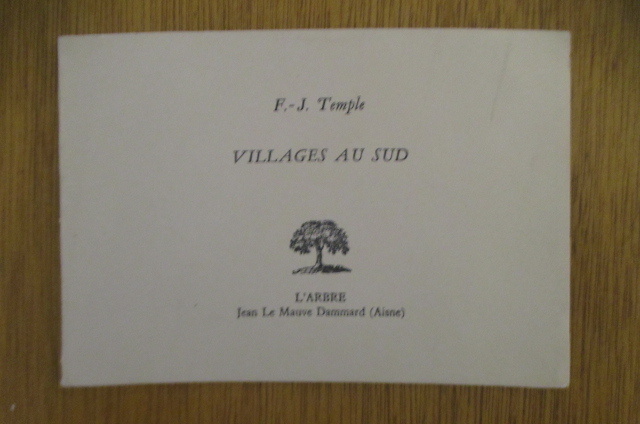 F.-J. Temple
VILLAGES AU SUD
L'ARBRE
Jean Le Mauve Dammard (Aisne)